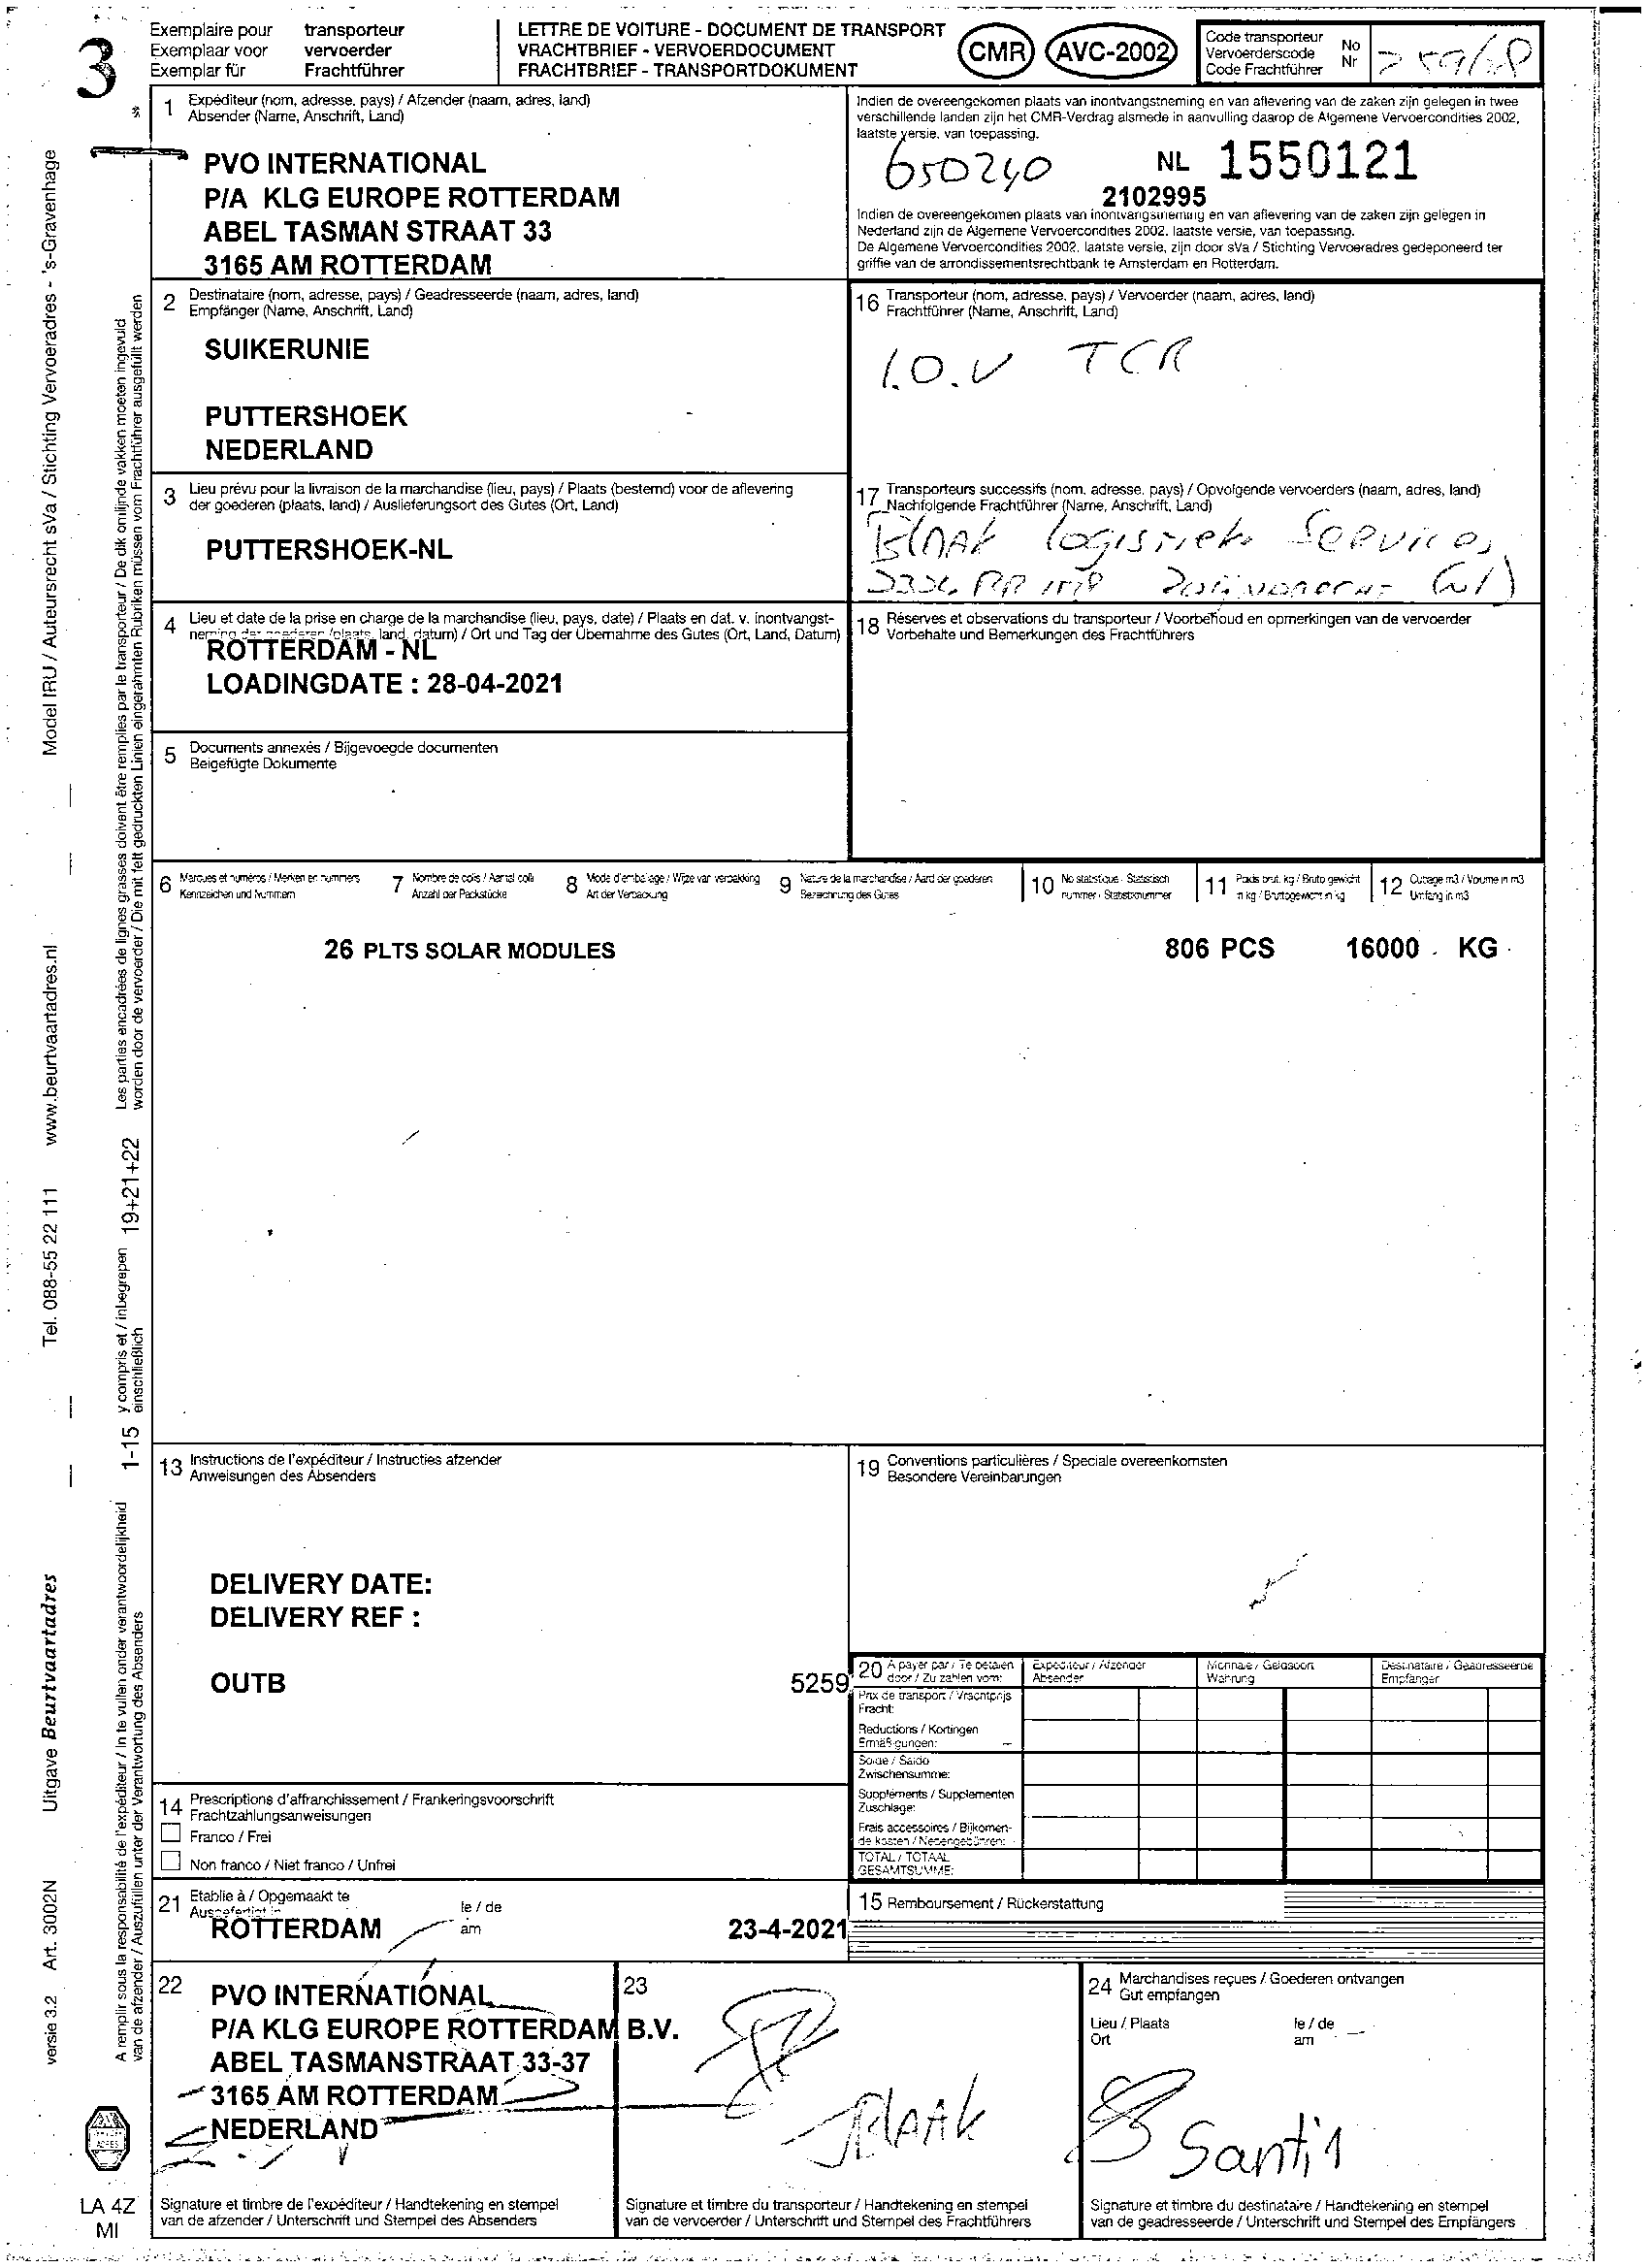 3
Exemplaire pour transporteur
Exemplaar voor vervoerder
Exemplar für Frachtführer
LETTRE DE VOITURE - DOCUMENT DE TRANSPORT
VRACHTBRIEF - VERVOERDOCUMENT
FRACHTBRIEF - TRANSPORTDOKUMENT
CMR AVC-2002
Code transporteur
Vervoerderscode
Code Frachtführer
No
Nr
1 Expéditeur (nom, adresse, pays) / Afzender (naam, adres, land)
Absender (Name, Anschrift, Land)
PVO INTERNATIONAL
P/A KLG EUROPE ROTTERDAM
ABEL TASMAN STRAAT 33
3165 AM ROTTERDAM
Indien de overeengekomen plaats van inontvangstneming en van aflevering van de zaken zijn gelegen in twee
verschillende landen zijn het CMR-Verdrag alsmede in aanvulling daarop de Algemene Vervoercondities 2002,
laatste versie, van toepassing.
650240
NL 1550121
2102995
Indien de overeengekomen plaats van inontvangstneming en van aflevering van de zaken zijn gelegen in
Nederland zijn de Algemene Vervoercondities 2002, laatste versie, van toepassing.
De Algemene Vervoercondities 2002, laatste versie, zijn door sVa / Stichting Vervoeradres gedeponeerd ter
griffie van de arrondissementsrechtbank te Amsterdam en Rotterdam.
2 Destinataire (nom, adresse, pays) / Geadresseerde (naam, adres, land)
Empfänger (Name, Anschrift, Land)
SUIKERUNIE
PUTTERSHOEK
NEDERLAND
16 Transporteur (nom, adresse, pays) / Vervoerder (naam, adres, land)
Frachtführer (Name, Anschrift, Land)
I.O.V TCR
3 Lieu prévu pour la livraison de la marchandise (lieu, pays) / Plaats (bestemd) voor de aflevering
der goederen (plaats, land) / Auslieferungsort des Gutes (Ort, Land)
PUTTERSHOEK-NL
17 Transporteurs successifs (nom, adresse, pays) / Opvolgende vervoerders (naam, adres, land)
Nachfolgende Frachtführer (Name, Anschrift, Land)
Blaak Logistiek Services
4 Lieu et date de la prise en charge de la marchandise (lieu, pays, date) / Plaats en dat. v. inontvangst-
neming der goederen (plaats, land, datum) / Ort und Tag der Übernahme des Gutes (Ort, Land, Datum)
ROTTERDAM - NL
LOADINGDATE : 28-04-2021
18 Réserves et observations du transporteur / Voorbehoud en opmerkingen van de vervoerder
Vorbehalte und Bemerkungen des Frachtführers
5 Documents annexés / Bijgevoegde documenten
Beigefügte Dokumente
6 Marques et numéros / Merken en nummers
Kennzeichen und Nummern
7 Nombre de colis / Aantal colli
Anzahl der Packstücke
8 Mode d'emballage / Wijze van verpakking
Art der Verpackung
9 Nature de la marchandise / Aard der goederen
Bezeichnung des Gutes
10 No statistique - Statistisch
nummer - Statistiknummer
11 Poids brut, kg / Bruto gewicht
in kg / Bruttogewicht in kg
12 Cubage m3 / Volume in m3
Umfang in m3
26 PLTS SOLAR MODULES 806 PCS 16000 KG
13 Instructions de l'expéditeur / Instructies afzender
Anweisungen des Absenders
DELIVERY DATE:
DELIVERY REF :
OUTB 5259
19 Conventions particulières / Speciale overeenkomsten
Besondere Vereinbarungen
20 A payer par / Te betalen
door / Zu zahlen vom:
Expéditeur / Afzender
Absender
Monnaie / Geldsoort
Währung
Destinataire / Geadresseerde
Empfänger
Prix de transport / Vrachtprijs
Fracht:
Reductions / Kortingen
Ermäßigungen:
Solde / Saldo
Zwischensumme:
Suppléments / Supplementen
Zuschläge:
Frais accessoires / Bijkomen-
de kosten / Nebengebühren:
TOTAL / TOTAAL
GESAMTSUMME:
14 Prescriptions d'affranchissement / Frankeringsvoorschrift
Frachtzahlungsanweisungen
Franco / Frei
Non franco / Niet franco / Unfrei
21 Etablie à / Opgemaakt te
Ausgefertigt in
ROTTERDAM
le / de
am
23-4-2021
15 Remboursement / Rückerstattung
22
PVO INTERNATIONAL
P/A KLG EUROPE ROTTERDAM B.V.
ABEL TASMANSTRAAT 33-37
3165 AM ROTTERDAM
NEDERLAND
Signature et timbre de l'expéditeur / Handtekening en stempel
van de afzender / Unterschrift und Stempel des Absenders
23
BLAAK
Signature et timbre du transporteur / Handtekening en stempel
van de vervoerder / Unterschrift und Stempel des Frachtführers
24 Marchandises reçues / Goederen ontvangen
Gut empfangen
Lieu / Plaats
Ort
le / de
am
Signature et timbre du destinataire / Handtekening en stempel
van de geadresseerde / Unterschrift und Stempel des Empfängers
Model IRU / Auteursrecht sVa / Stichting Vervoeradres - 's-Gravenhage
www.beurtvaartadres.nl
Tel. 088-55 22 111
Uitgave Beurtvaartadres
Art. 3002N
versie 3.2
Les parties encadrées de lignes grasses doivent être remplies par le transporteur / De dik omlijnde vakken moeten ingevuld
worden door de vervoerder / Die mit fett gedruckten Linien eingerahmten Rubriken müssen vom Frachtführer ausgefüllt werden
1-15 y compris et / inbegrepen 19+21+22
einschließlich
A remplir sous la responsabilité de l'expéditeur / In te vullen onder verantwoordelijkheid
van de afzender / Auszufüllen unter der Verantwortung des Absenders
LA 4Z
MI